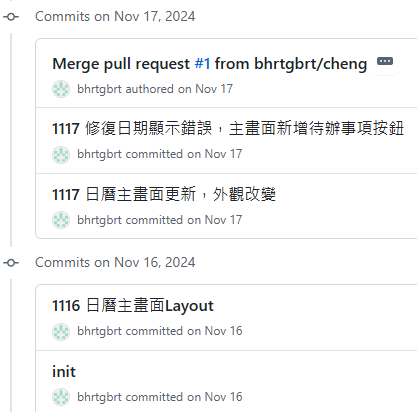 Commits on Nov 17, 2024
Merge pull request #1 from bhrtgbrt/cheng
bhrtgbrt authored on Nov 17
1117 修復日期顯示錯誤，主畫面新增待辦事項按鈕
bhrtgbrt committed on Nov 17
1117 日曆主畫面更新，外觀改變
bhrtgbrt committed on Nov 17
Commits on Nov 16, 2024
1116 日曆主畫面Layout
bhrtgbrt committed on Nov 16
init
bhrtgbrt committed on Nov 16